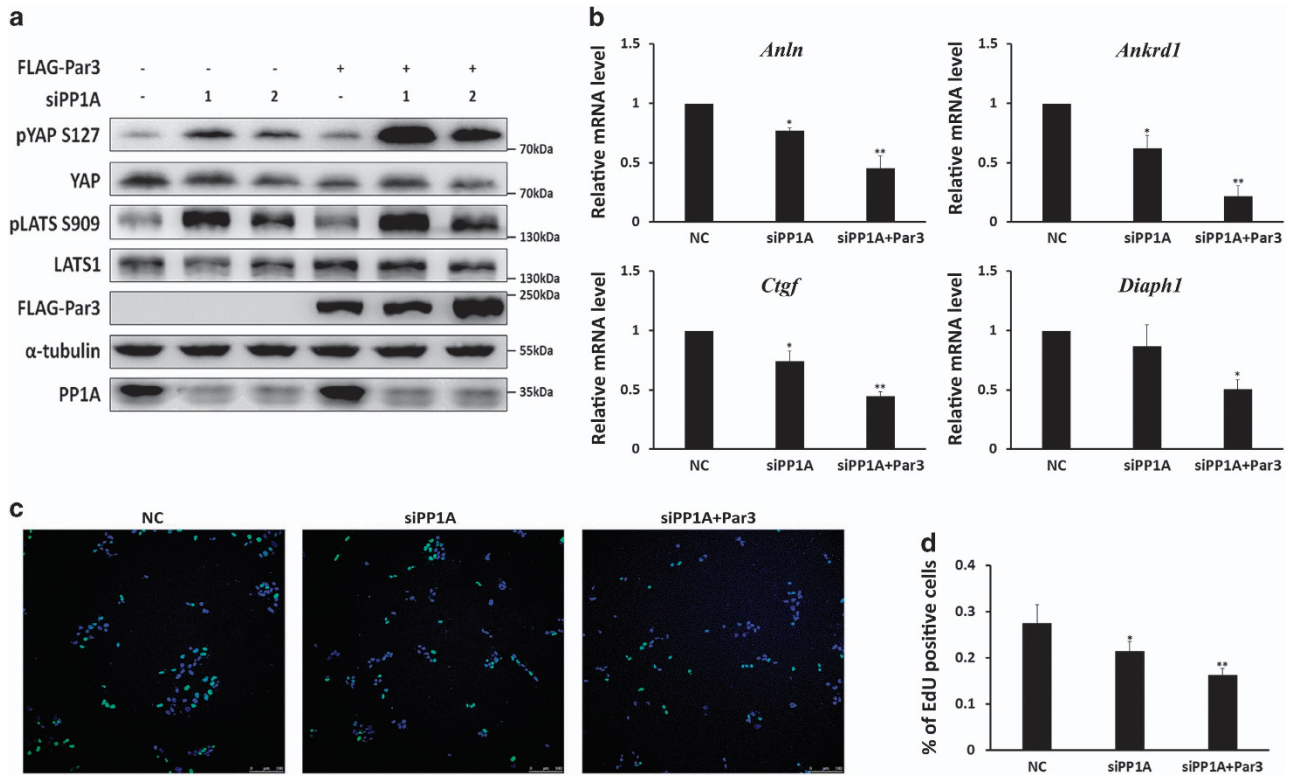 a
FLAG-Par3 - - - + + +
siPP1A - 1 2 - 1 2
pYAP S127
70kDa
YAP
70kDa
pLATS S909
130kDa
LATS1
130kDa
250kDa
FLAG-Par3
α-tubulin
55kDa
PP1A
35kDa
b
Anln
Relative mRNA level
1.5
1
0.5
0
*
**
NC siPP1A siPP1A+Par3
Ankrd1
Relative mRNA level
1.5
1
0.5
0
*
**
NC siPP1A siPP1A+Par3
Ctgf
Relative mRNA level
1.5
1
0.5
0
*
**
NC siPP1A siPP1A+Par3
Diaph1
Relative mRNA level
1.5
1
0.5
0
*
NC siPP1A siPP1A+Par3
c
NC siPP1A siPP1A+Par3
d
% of EdU positive cells
0.4
0.3
0.2
0.1
0
*
**
NC siPP1A siPP1A+Par3